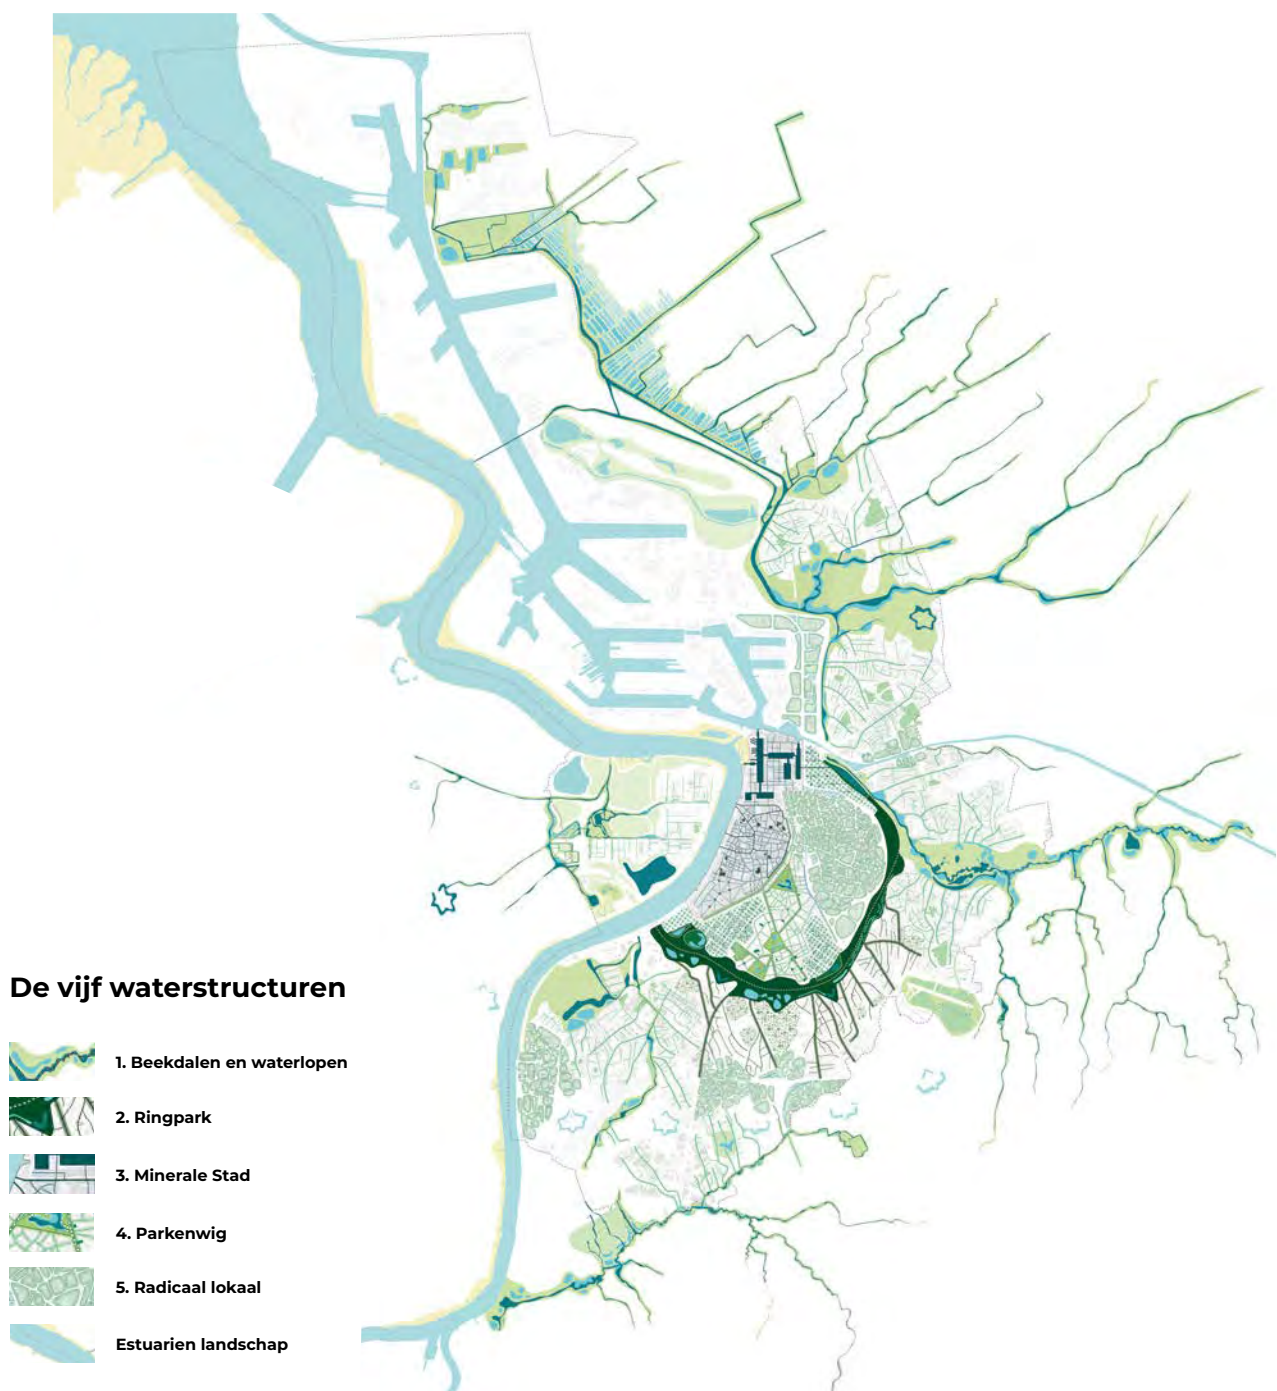 De vijf waterstructuren
1. Beekdalen en waterlopen
2. Ringpark
3. Minerale Stad
4. Parkenwig
5. Radicaal lokaal
Estuarien landschap